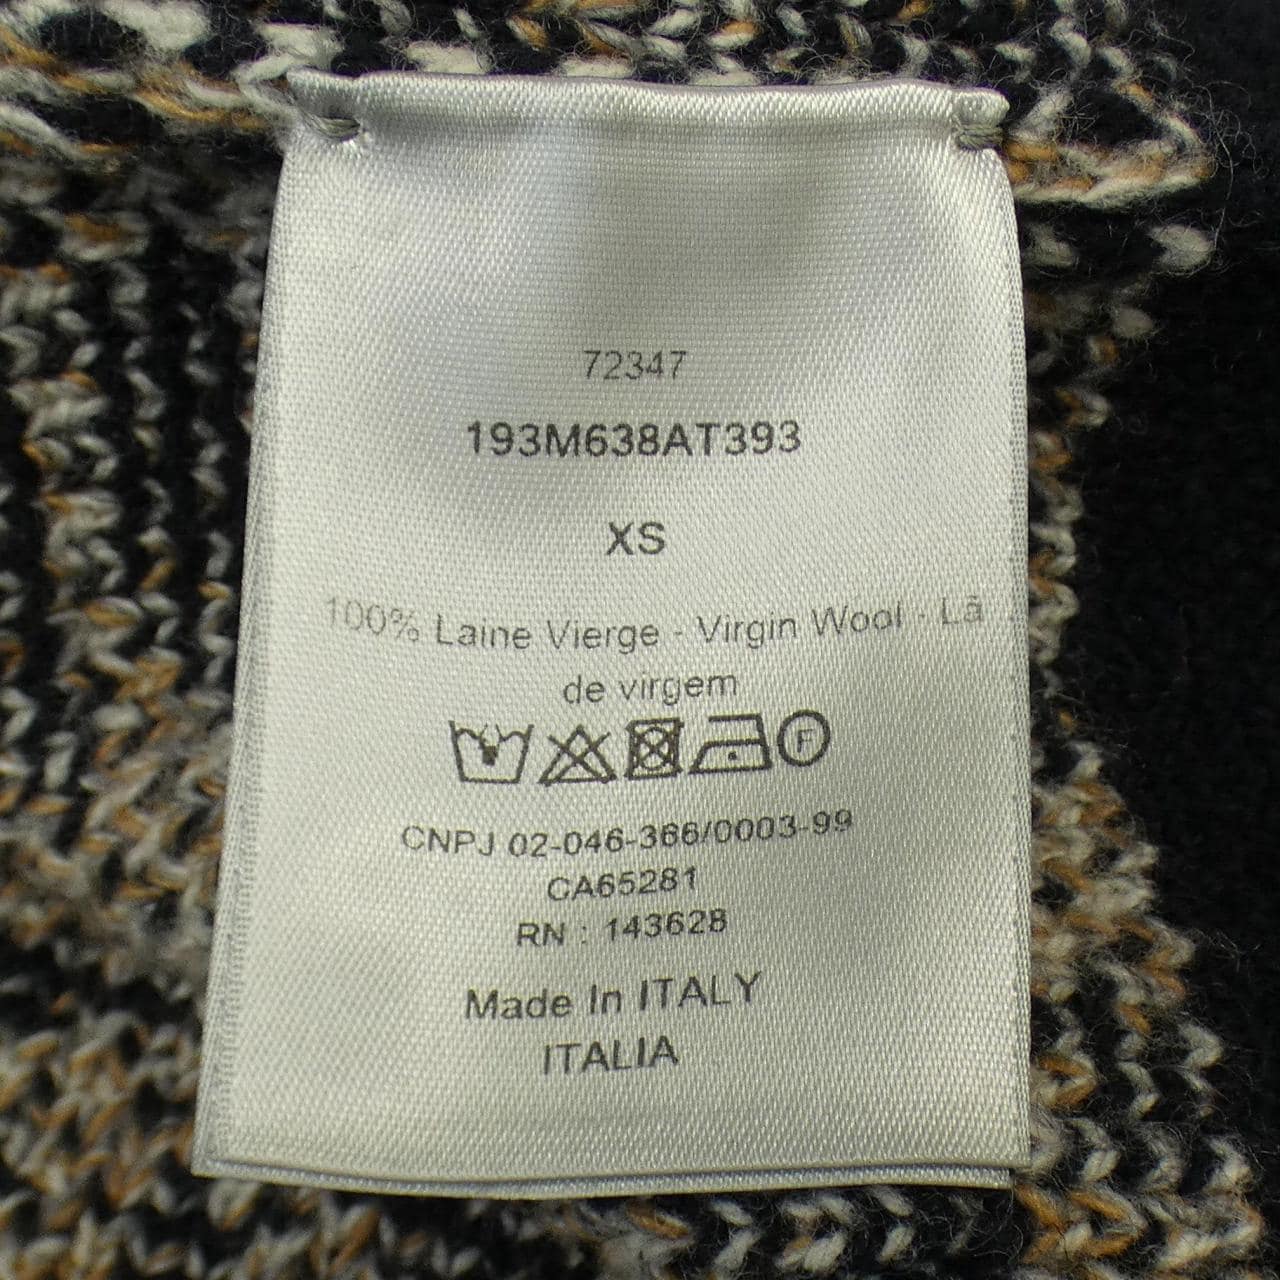 72347
193M638AT393
XS
100% Laine Vierge - Virgin Wool - Lã
de virgem
F
CNPJ 02-046-366/0003-99
CA65281
RN : 143628
Made In ITALY
ITALIA